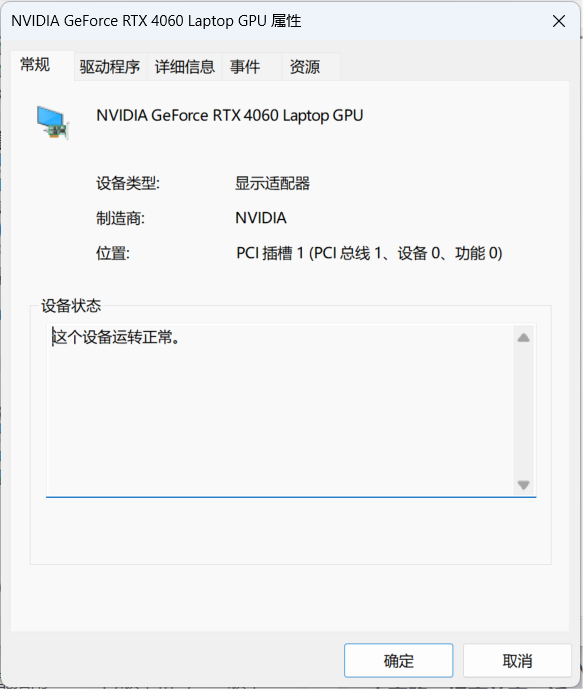 NVIDIA GeForce RTX 4060 Laptop GPU 属性
常规 驱动程序 详细信息 事件 资源
NVIDIA GeForce RTX 4060 Laptop GPU
设备类型: 显示适配器
制造商: NVIDIA
位置: PCI 插槽 1 (PCI 总线 1、设备 0、功能 0)
设备状态
这个设备运转正常。
确定 取消